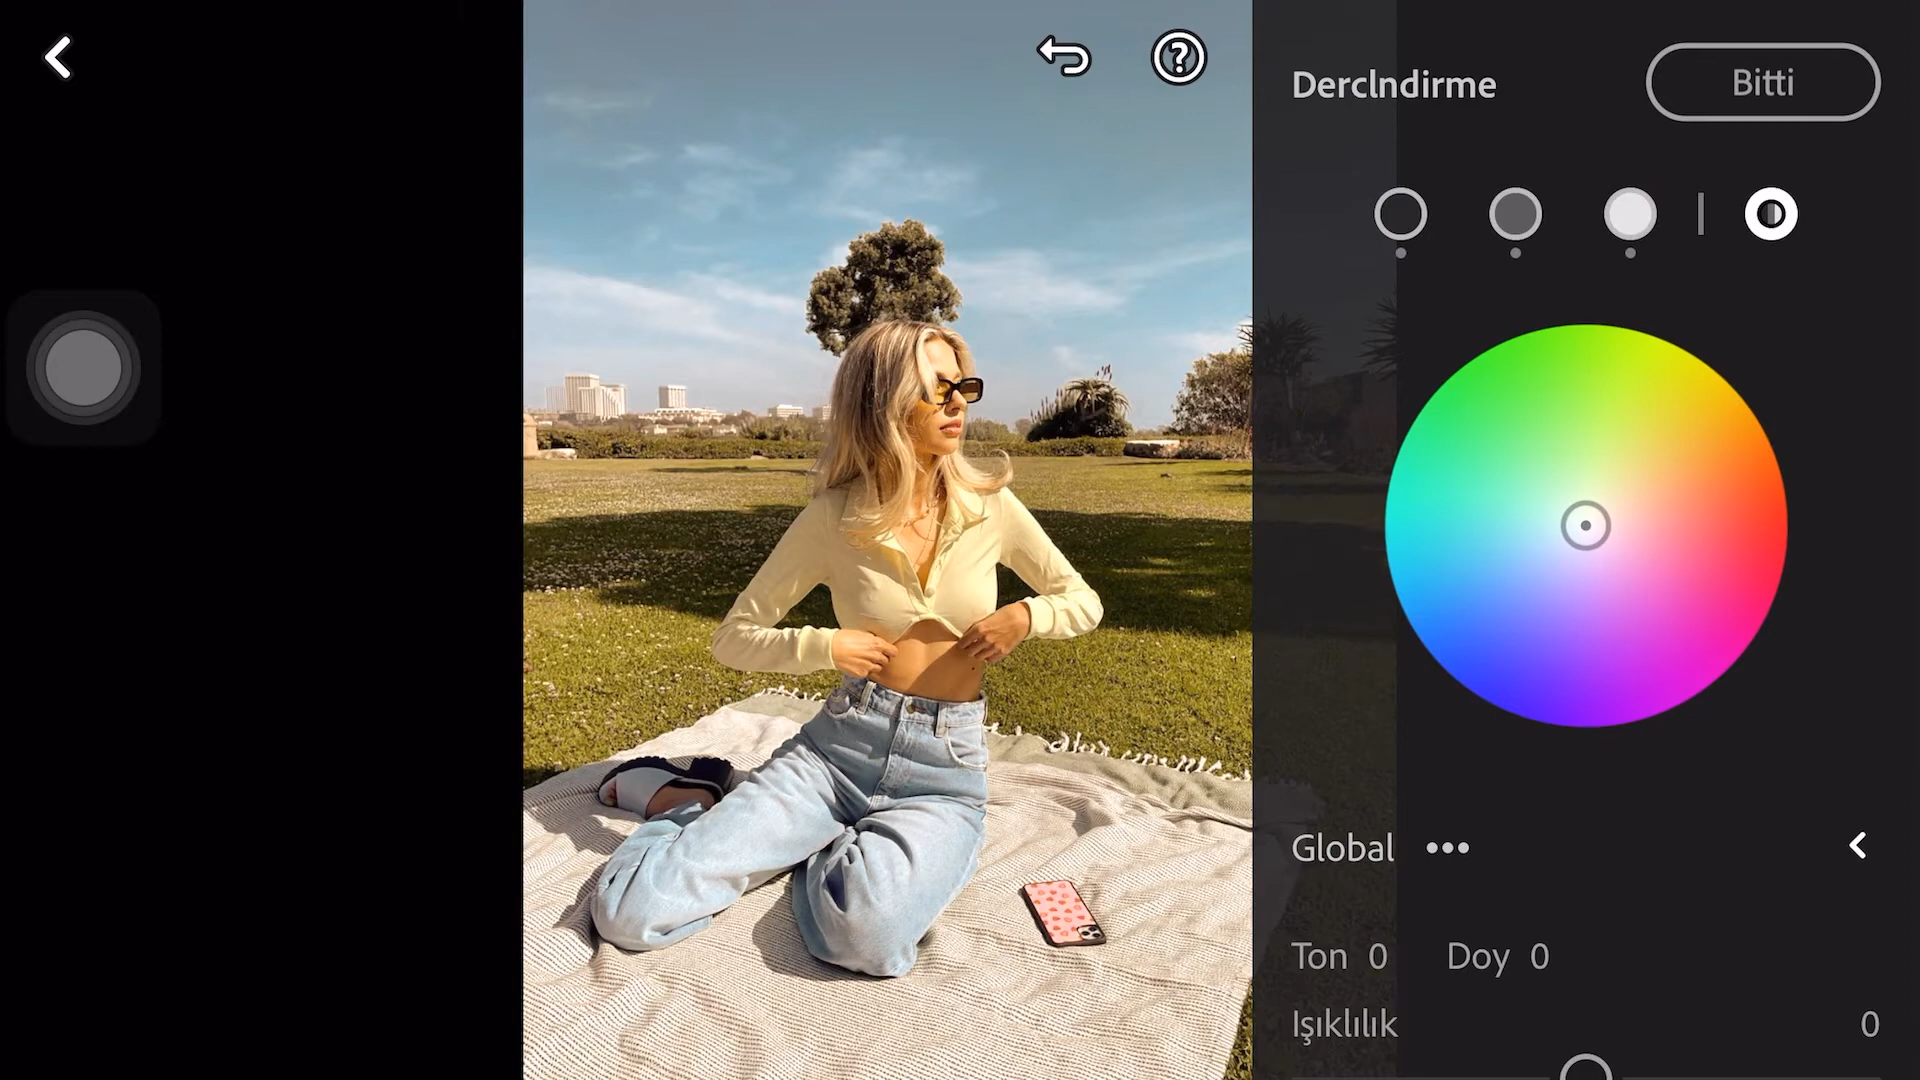 Derclndirme
Bitti
Global
Ton 0 Doy 0
Işıklılık 0